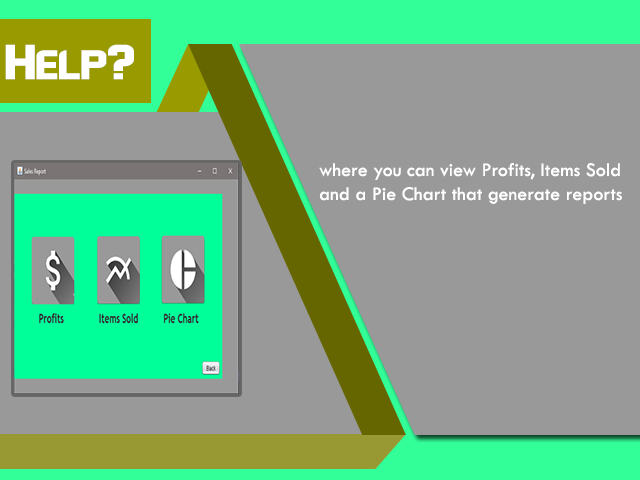 HELP?
where you can view Profits, Items Sold
and a Pie Chart that generate reports
Sales Report
Profits
Items Sold
Pie Chart
Back